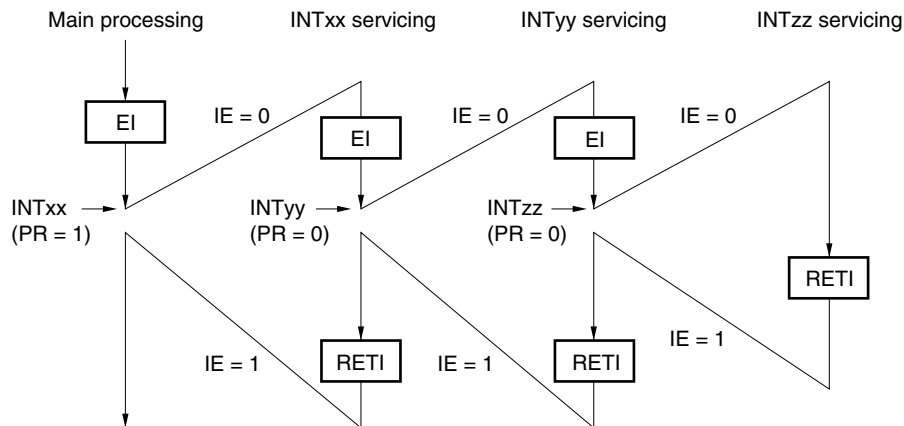 Main processing
INTxx servicing
INTyy servicing
INTzz servicing
EI
IE = 0
EI
IE = 0
EI
IE = 0
INTxx
(PR = 1)
INTyy
(PR = 0)
INTzz
(PR = 0)
RETI
IE = 1
RETI
IE = 1
RETI
IE = 1